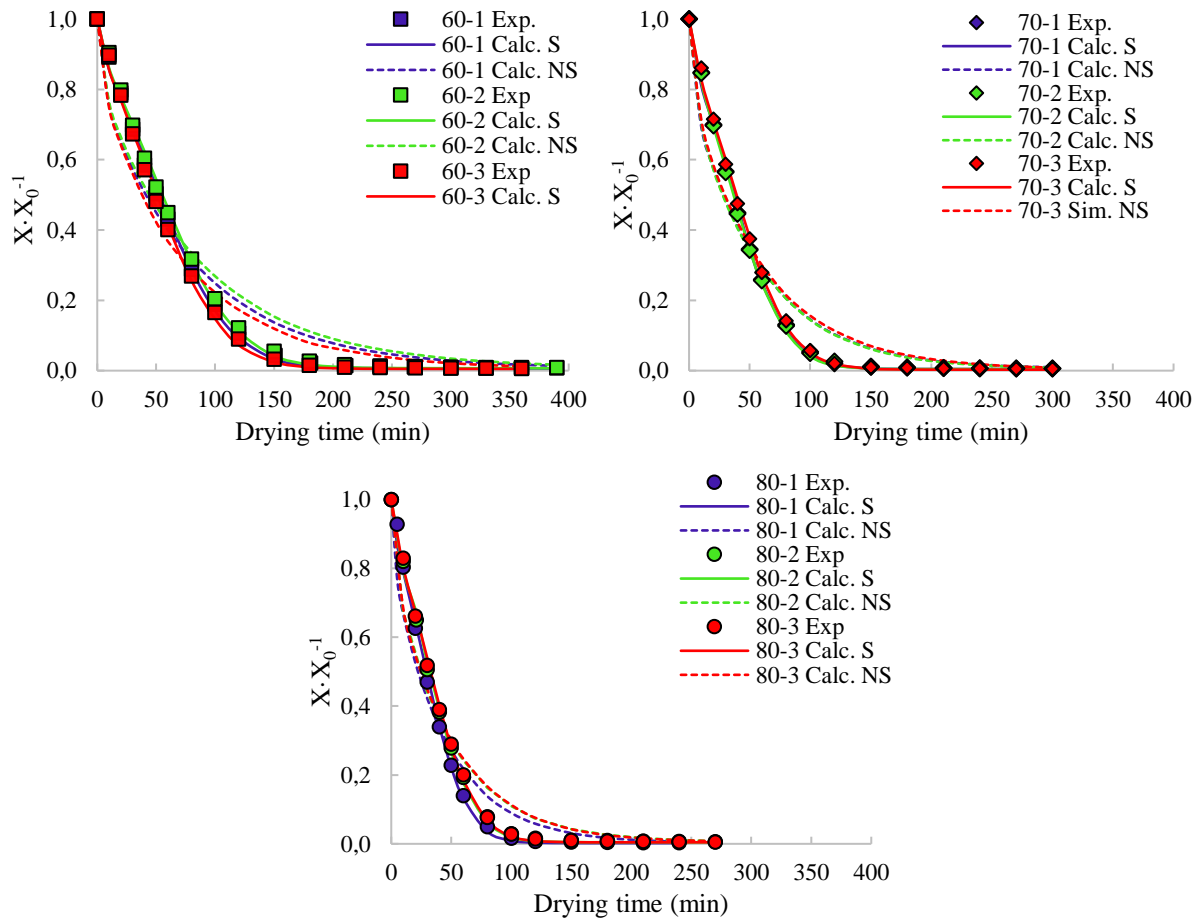 1,0
0,8
0,6
0,4
0,2
0,0
X·X0-1
0 50 100 150 200 250 300 350 400
Drying time (min)
60-1 Exp.
60-1 Calc. S
60-1 Calc. NS
60-2 Exp
60-2 Calc. S
60-2 Calc. NS
60-3 Exp
60-3 Calc. S
1,0
0,8
0,6
0,4
0,2
0,0
X·X0-1
0 50 100 150 200 250 300 350 400
Drying time (min)
70-1 Exp.
70-1 Calc. S
70-1 Calc. NS
70-2 Exp.
70-2 Calc. S
70-2 Calc. NS
70-3 Exp.
70-3 Calc. S
70-3 Sim. NS
1,0
0,8
0,6
0,4
0,2
0,0
X·X0-1
0 50 100 150 200 250 300 350 400
Drying time (min)
80-1 Exp.
80-1 Calc. S
80-1 Calc. NS
80-2 Exp
80-2 Calc. S
80-2 Calc. NS
80-3 Exp
80-3 Calc. S
80-3 Calc. NS